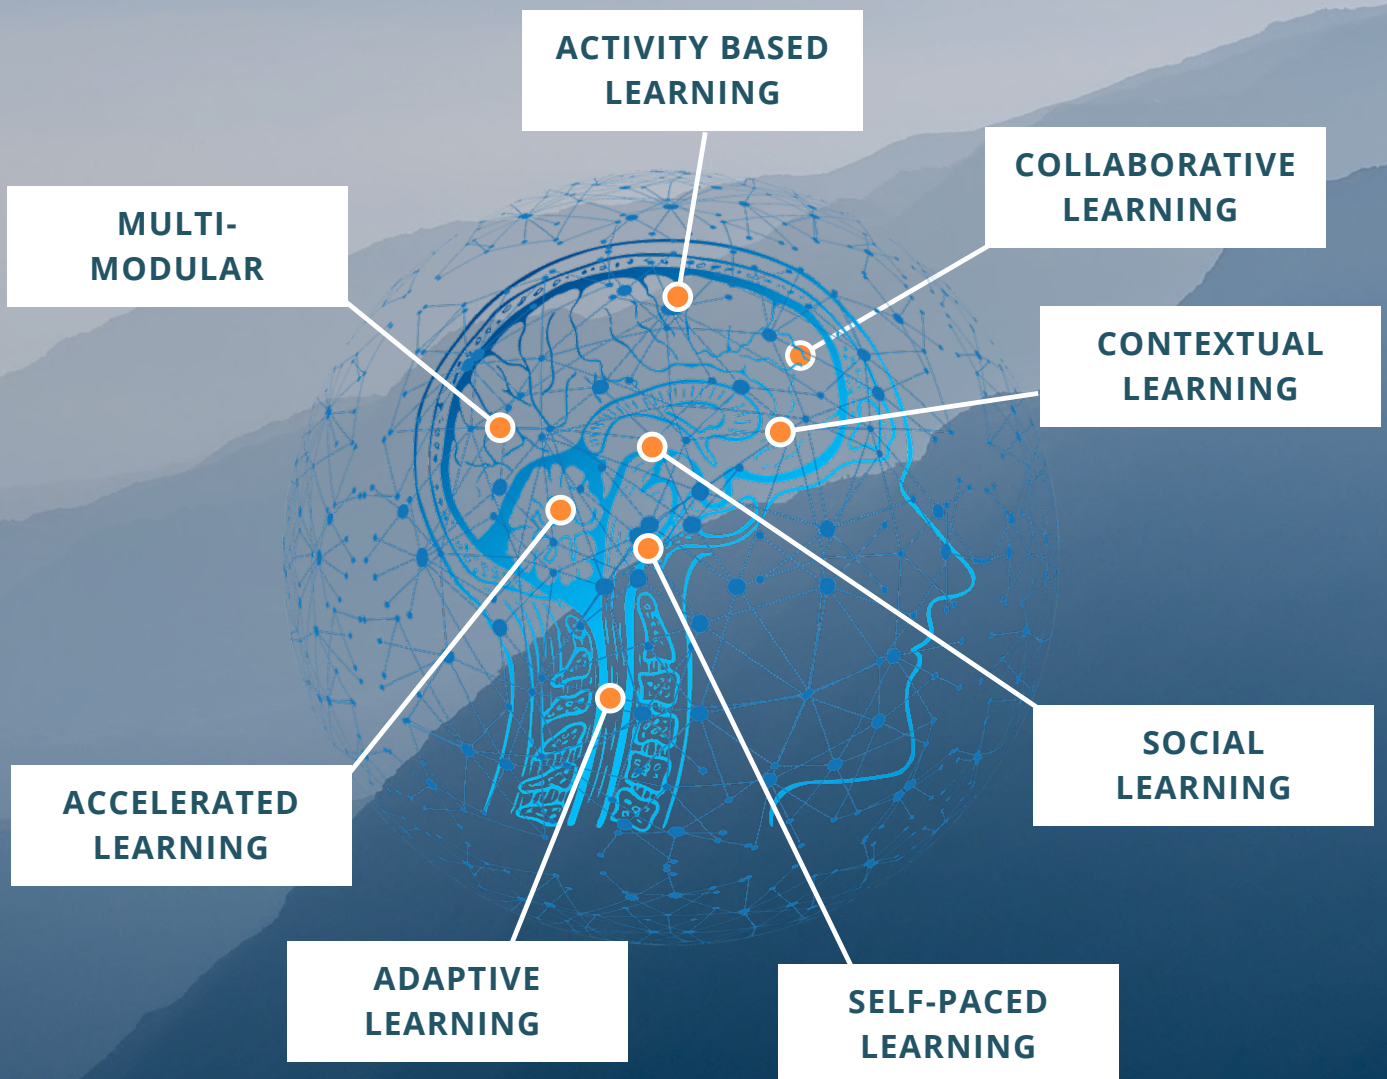 ACTIVITY BASED
LEARNING
COLLABORATIVE
LEARNING
MULTI-
MODULAR
CONTEXTUAL
LEARNING
SOCIAL
LEARNING
ACCELERATED
LEARNING
ADAPTIVE
LEARNING
SELF-PACED
LEARNING